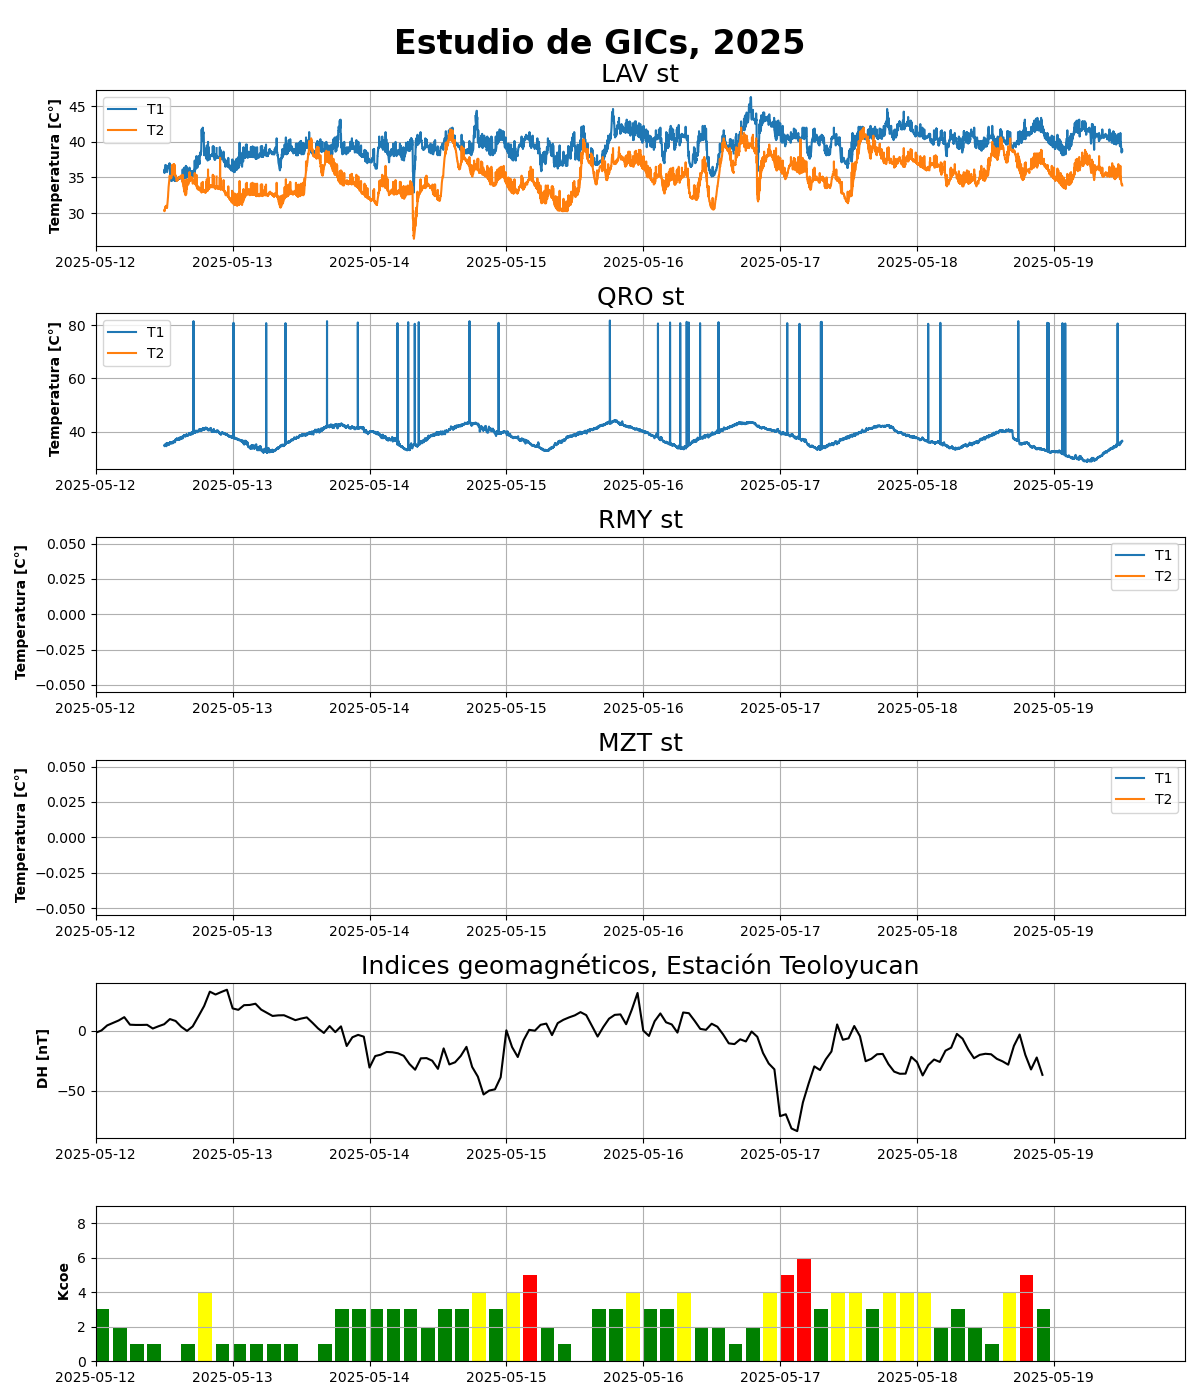 Estudio de GICs, 2025
LAV st
Temperatura [C°]
45
40
35
30
T1
T2
2025-05-12 2025-05-13 2025-05-14 2025-05-15 2025-05-16 2025-05-17 2025-05-18 2025-05-19
QRO st
Temperatura [C°]
80
60
40
T1
T2
2025-05-12 2025-05-13 2025-05-14 2025-05-15 2025-05-16 2025-05-17 2025-05-18 2025-05-19
RMY st
Temperatura [C°]
0.050
0.025
0.000
−0.025
−0.050
T1
T2
2025-05-12 2025-05-13 2025-05-14 2025-05-15 2025-05-16 2025-05-17 2025-05-18 2025-05-19
MZT st
Temperatura [C°]
0.050
0.025
0.000
−0.025
−0.050
T1
T2
2025-05-12 2025-05-13 2025-05-14 2025-05-15 2025-05-16 2025-05-17 2025-05-18 2025-05-19
Indices geomagnéticos, Estación Teoloyucan
DH [nT]
0
−50
2025-05-12 2025-05-13 2025-05-14 2025-05-15 2025-05-16 2025-05-17 2025-05-18 2025-05-19
Kcoe
8
6
4
2
0
2025-05-12 2025-05-13 2025-05-14 2025-05-15 2025-05-16 2025-05-17 2025-05-18 2025-05-19